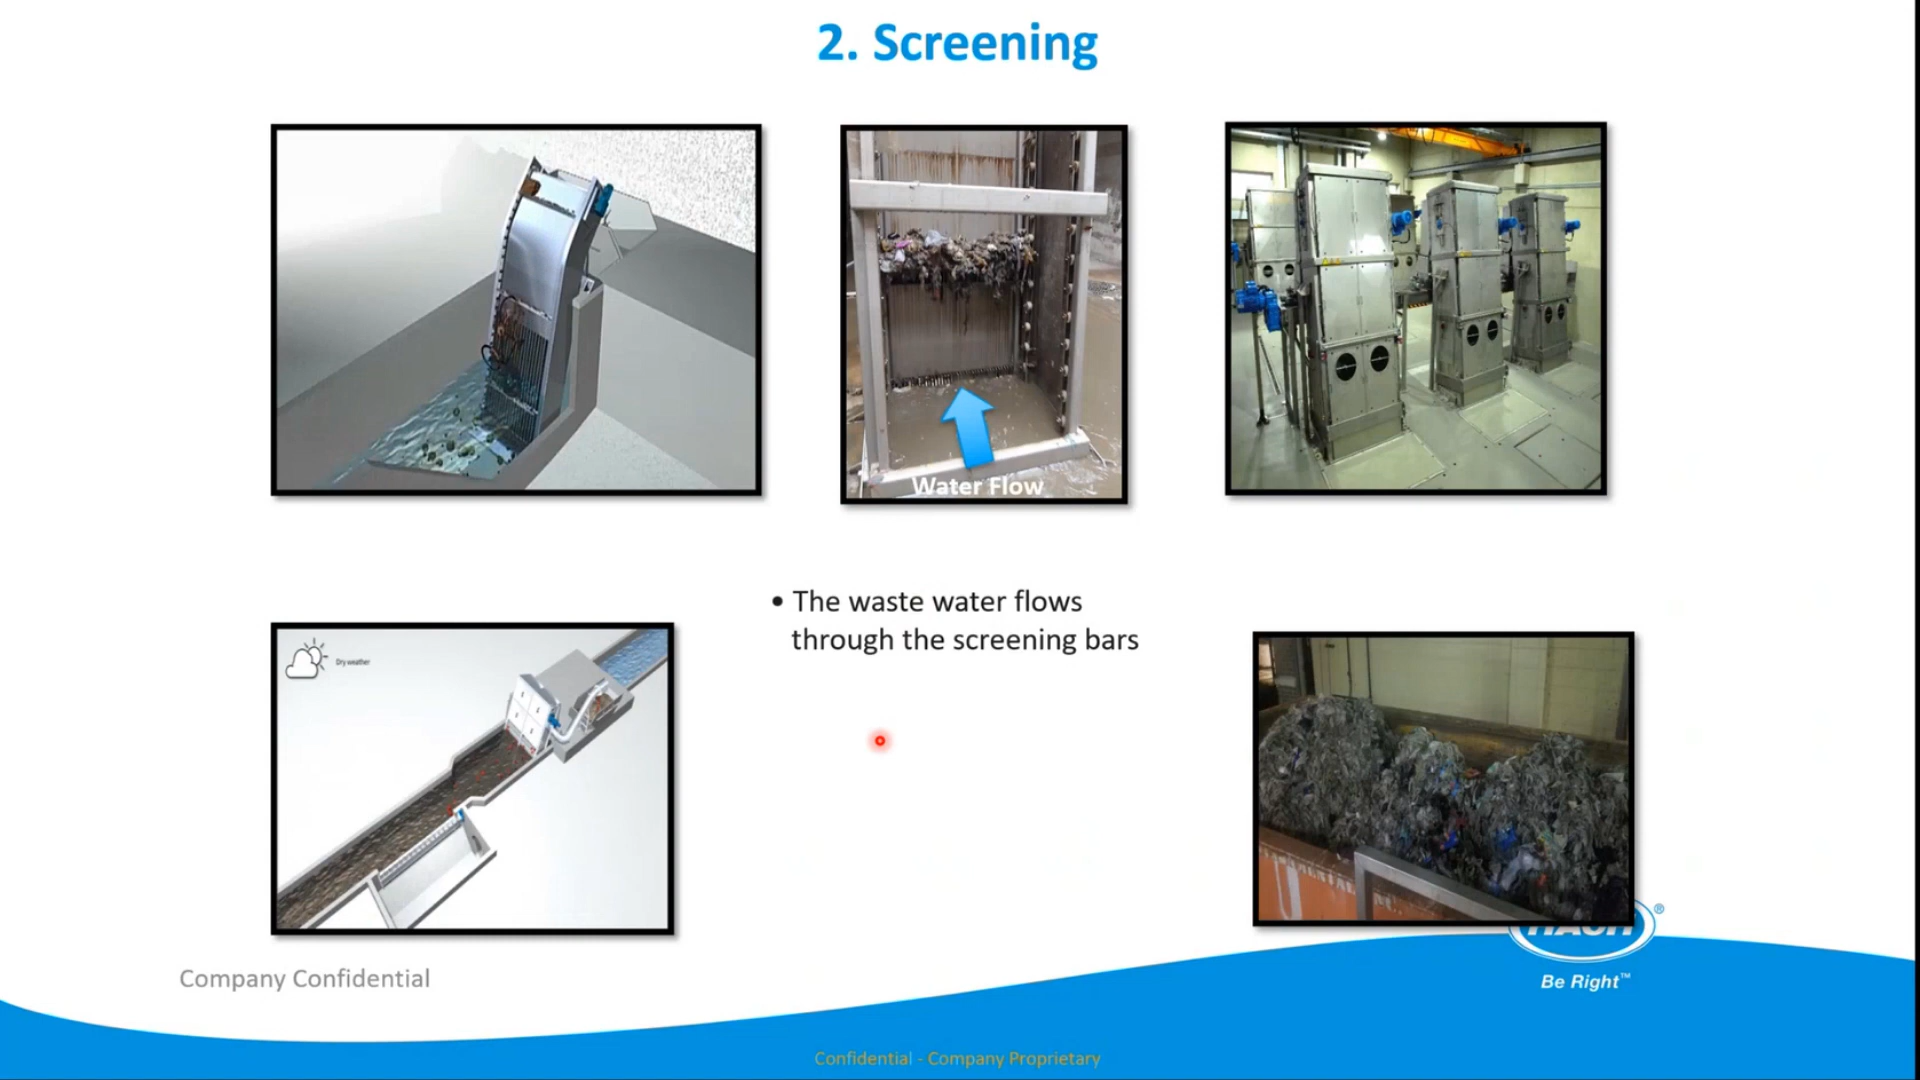 2. Screening
Water Flow
• The waste water flows
through the screening bars
Dry weather
HACH
®
Be Right™
Company Confidential
Confidential - Company Proprietary